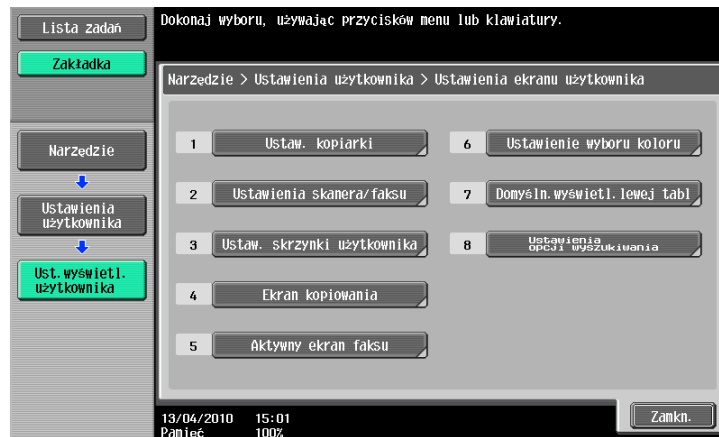 Lista zadań
Dokonaj wyboru, używając przycisków menu lub klawiatury.
Zakładka
Narzędzie > Ustawienia użytkownika > Ustawienia ekranu użytkownika
Narzędzie
Ustawienia
użytkownika
Ust.wyświetl.
użytkownika
1 Ustaw. kopiarki
2 Ustawienia skanera/faksu
3 Ustaw. skrzynki użytkownika
4 Ekran kopiowania
5 Aktywny ekran faksu
6 Ustawienie wyboru koloru
7 Domyśln.wyświetl.lewej tabl
8 Ustawienia
opcji wyszukiwania
13/04/2010 15:01
Pamięć 100%
Zamkn.